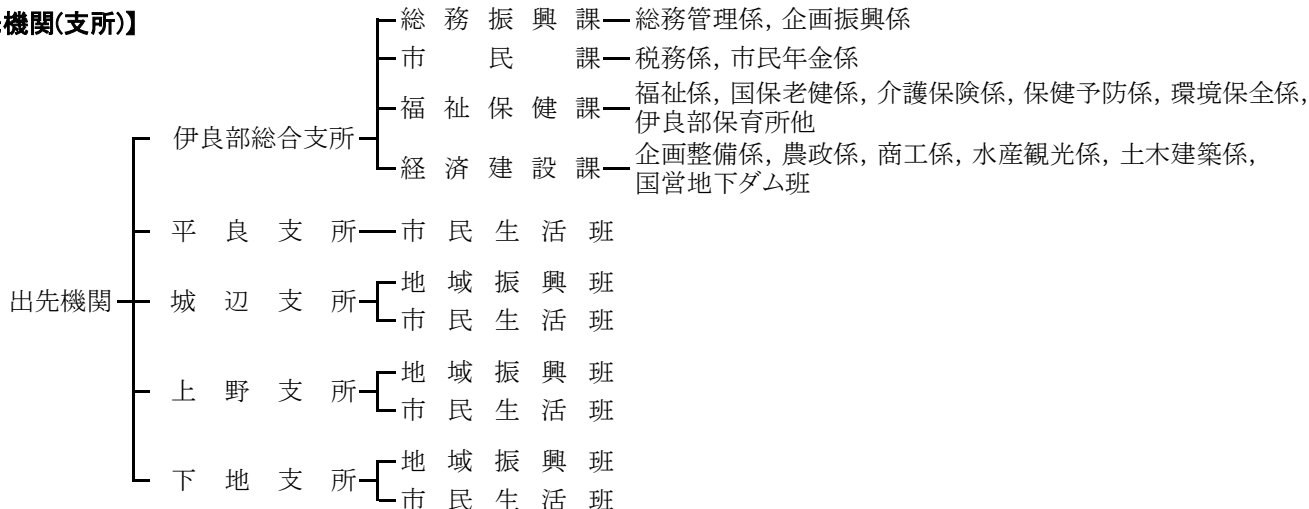 機関(支所)】
総務振興課 総務管理係, 企画振興係
市民課 税務係, 市民年金係
福祉保健課 福祉係, 国保老健係, 介護保険係, 保健予防係, 環境保全係,
伊良部保育所他
伊良部総合支所
経済建設課 企画整備係, 農政係, 商工係, 水産観光係, 土木建築係,
国営地下ダム班
平良支所 市民生活班
地域振興班
出先機関 城辺支所
市民生活班
地域振興班
上野支所
市民生活班
地域振興班
下地支所
市民生活班